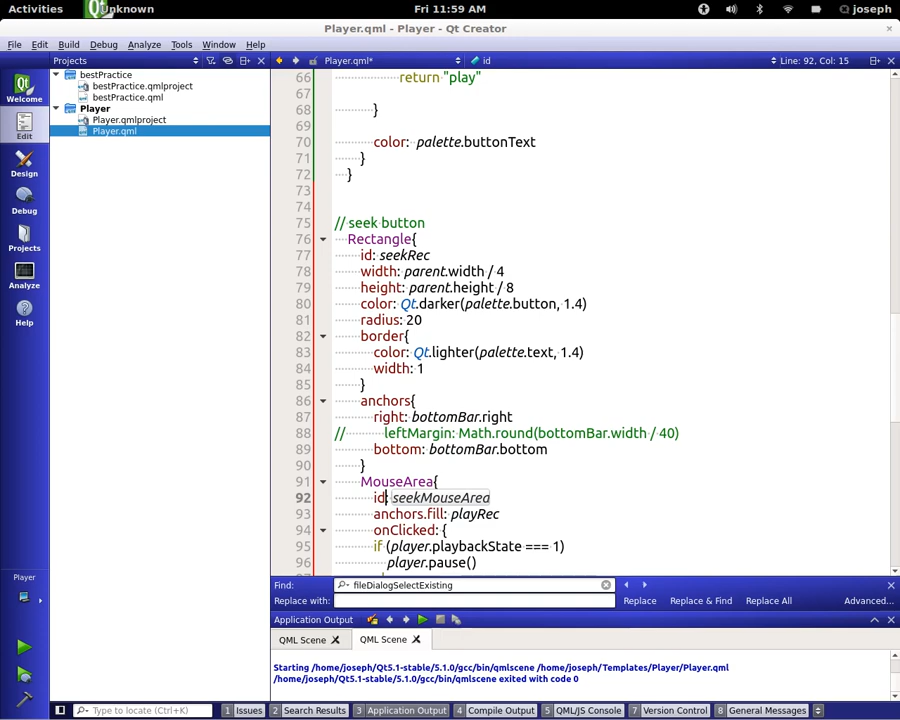 Activities
Unknown
Fri 11:59 AM
joseph
Player.qml - Player - Qt Creator
File Edit Build Debug Analyze Tools Window Help
Projects
Player.qml*
id
Line: 92, Col: 15
Welcome
Edit
Design
Debug
Projects
Analyze
Help
Player
bestPractice
bestPractice.qmlproject
bestPractice.qml
Player
Player.qmlproject
Player.qml
66 return "play"
67
68 }
69
70 color: palette.buttonText
71 }
72 }
73
74
75 // seek button
76 Rectangle{
77 id: seekRec
78 width: parent.width / 4
79 height: parent.height / 8
80 color: Qt.darker(palette.button, 1.4)
81 radius: 20
82 border{
83 color: Qt.lighter(palette.text, 1.4)
84 width: 1
85 }
86 anchors{
87 right: bottomBar.right
88 // leftMargin: Math.round(bottomBar.width / 40)
89 bottom: bottomBar.bottom
90 }
91 MouseArea{
92 id: seekMouseArea
93 anchors.fill: playRec
94 onClicked: {
95 if (player.playbackState === 1)
96 player.pause()
Find: fileDialogSelectExisting
Replace with: Replace Replace & Find Replace All Advanced...
Application Output
QML Scene QML Scene
Starting /home/joseph/Qt5.1-stable/5.1.0/gcc/bin/qmlscene /home/joseph/Templates/Player/Player.qml
/home/joseph/Qt5.1-stable/5.1.0/gcc/bin/qmlscene exited with code 0
Type to locate (Ctrl+K) 1 Issues 2 Search Results 3 Application Output 4 Compile Output 5 QML/JS Console 7 Version Control 8 General Messages